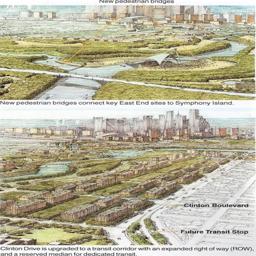 New pedestrian bridges
New pedestrian bridges connect key East End sites to Symphony Island.
Clinton Boulevard
Future Transit Stop
Clinton Drive is upgraded to a transit corridor with an expanded right of way (ROW),
and a reserved median for dedicated transit.